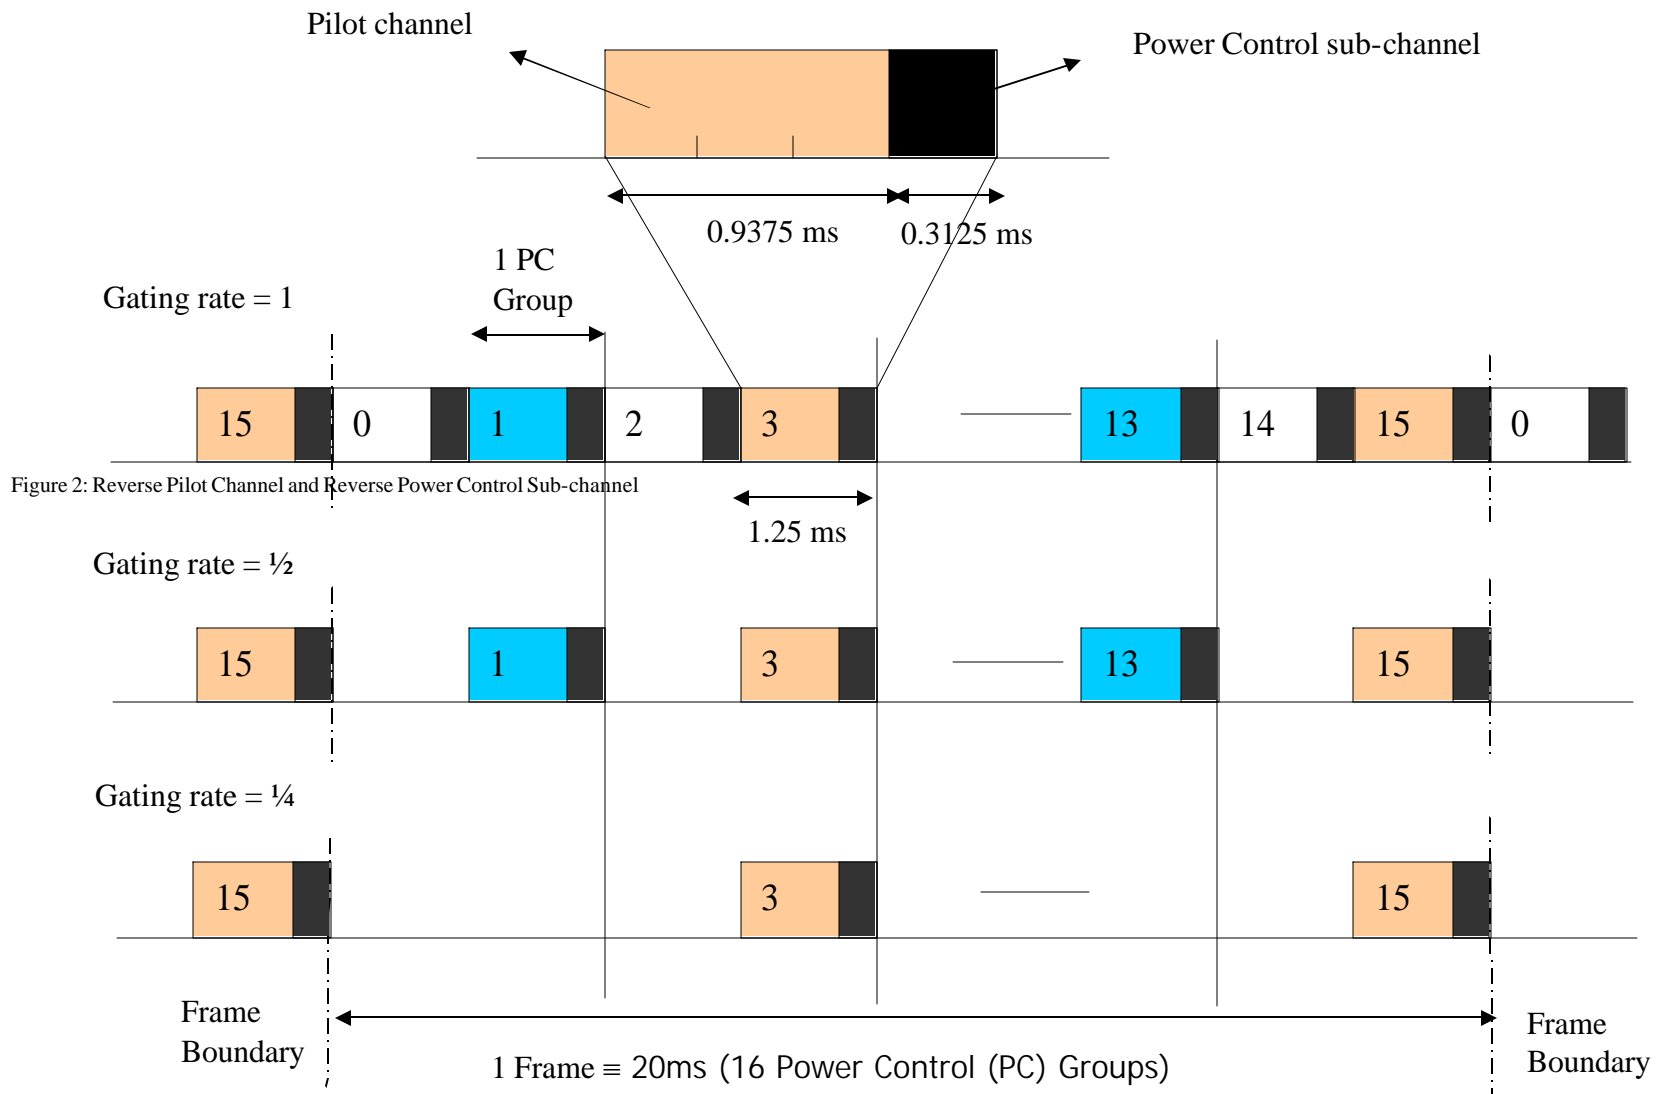 Pilot channel
Power Control sub-channel
0.9375 ms
0.3125 ms
1 PC
Group
Gating rate = 1
15 0 1 2 3 13 14 15 0
Figure 2: Reverse Pilot Channel and Reverse Power Control Sub-channel
1.25 ms
Gating rate = ½
15 1 3 13 15
Gating rate = ¼
15 3 15
Frame
Boundary
1 Frame ≡ 20ms (16 Power Control (PC) Groups)
Frame
Boundary